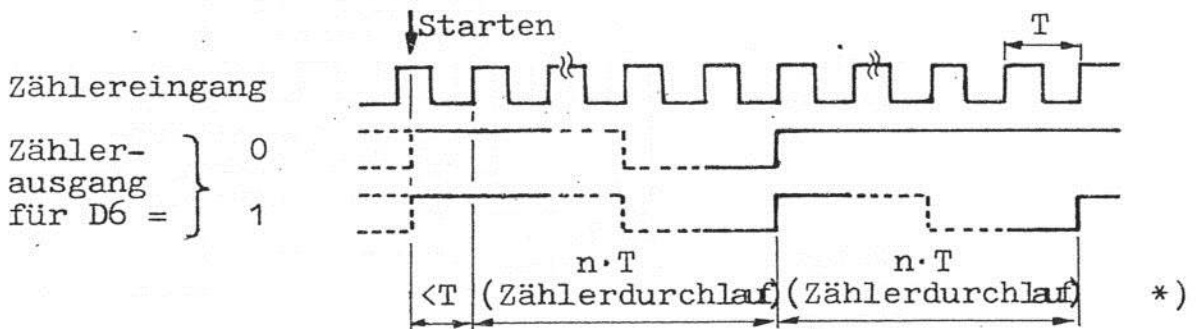 Starten
T
Zählereingang
Zähler- 0
ausgang
für D6 = 1
n·T n·T
<T (Zählerdurchlauf) (Zählerdurchlauf) *)